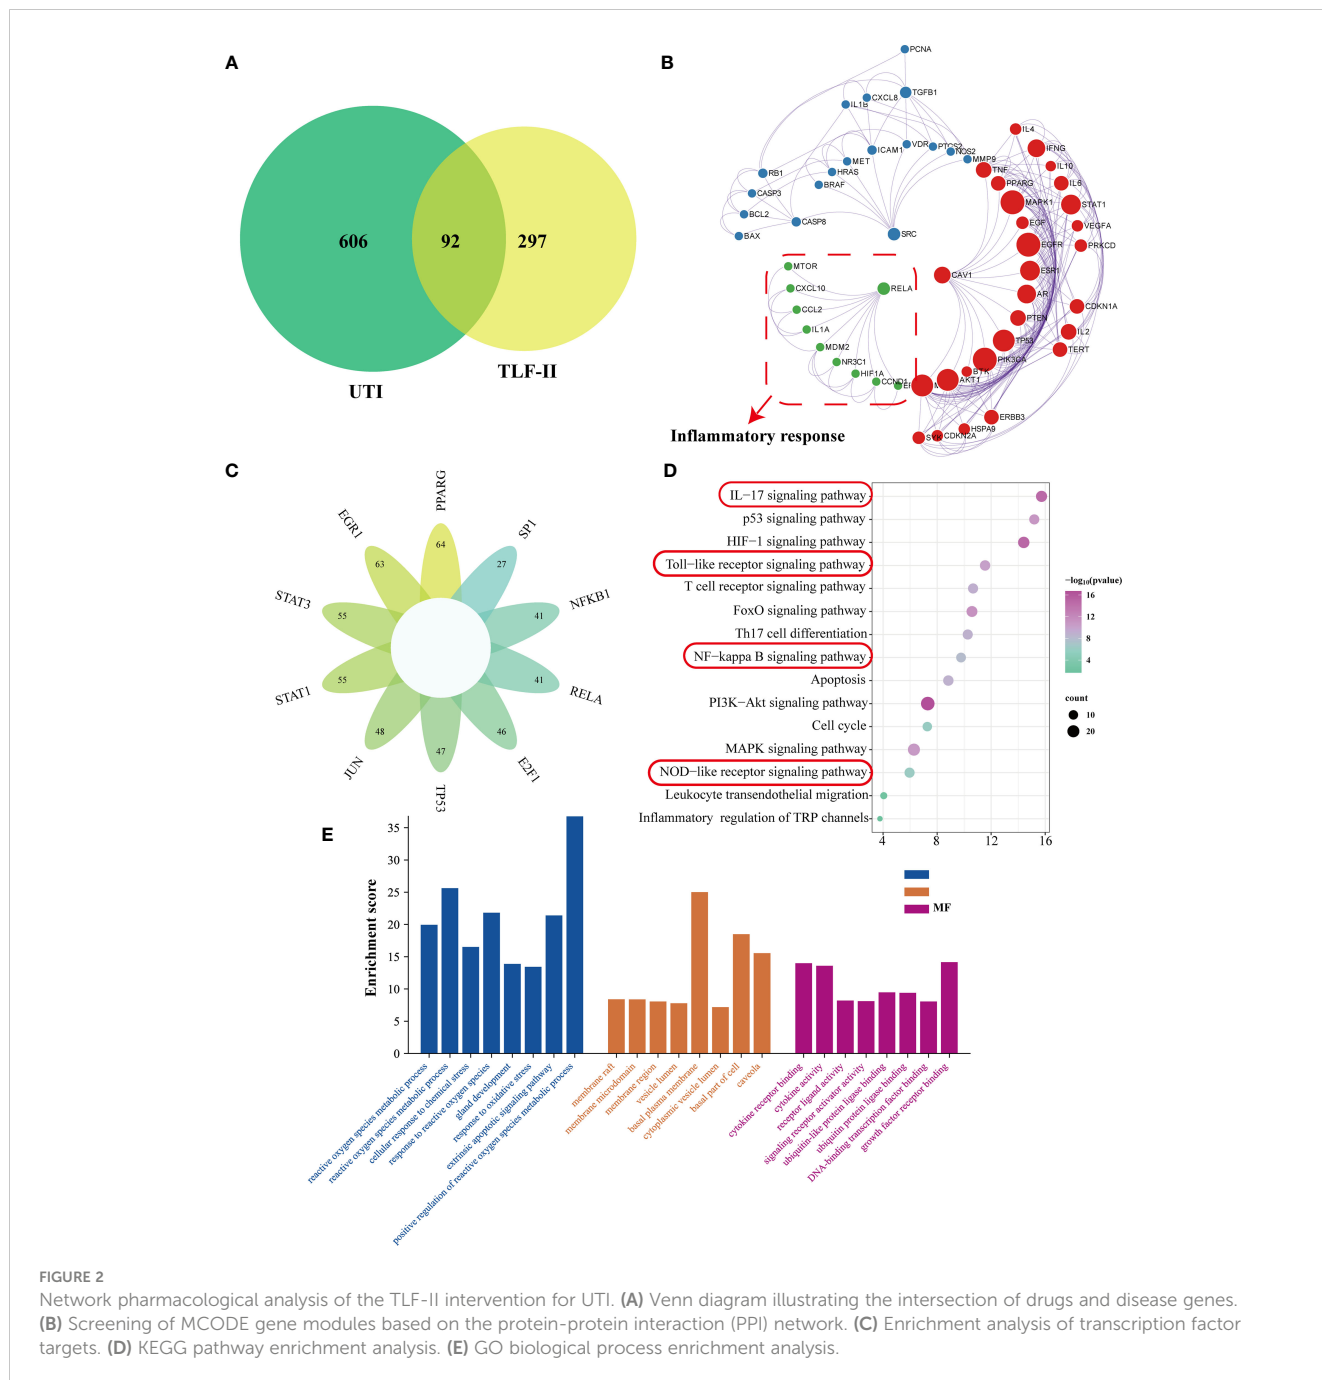 A
606
92
297
UTI
TLF-II
B
PCNA
CXCL8
TGFB1
IL1B
ICAM1
VDR
PTGS2
NOS2
MMP9
MET
HRAS
BRAF
RB1
CASP3
BCL2
BAX
CASP8
SRC
IL4
IFNG
IL10
TNF
PPARG
IL6
MAPK1
STAT1
EGF
VEGFA
EGFR
PRKCD
CAV1
ESR1
AR
CDKN1A
PTEN
IL2
TP53
TERT
PIK3CA
BTK
AKT1
ERBB3
HSPA9
CDKN2A
SYK
MTOR
CXCL10
RELA
CCL2
IL1A
MDM2
NR3C1
HIF1A
CCND1
Inflammatory response
C
PPARG
64
SP1
27
NFKB1
41
RELA
41
E2F1
46
TP53
47
JUN
48
STAT1
55
STAT3
55
EGR1
63
D
IL−17 signaling pathway
p53 signaling pathway
HIF−1 signaling pathway
Toll−like receptor signaling pathway
T cell receptor signaling pathway
FoxO signaling pathway
Th17 cell differentiation
NF−kappa B signaling pathway
Apoptosis
PI3K−Akt signaling pathway
Cell cycle
MAPK signaling pathway
NOD−like receptor signaling pathway
Leukocyte transendothelial migration
Inflammatory regulation of TRP channels
4 8 12 16
−log10(pvalue)
16
12
8
4
count
10
20
E
Enrichment score
35
30
25
20
15
10
5
0
MF
reactive oxygen species metabolic process
reactive oxygen species metabolic process
cellular response to chemical stress
response to reactive oxygen species
gland development
response to oxidative stress
extrinsic apoptotic signaling pathway
positive regulation of reactive oxygen species metabolic process
membrane raft
membrane microdomain
membrane region
vesicle lumen
basal plasma membrane
cytoplasmic vesicle lumen
basal part of cell
caveola
cytokine receptor binding
cytokine activity
receptor ligand activity
signaling receptor activator activity
ubiquitin-like protein ligase binding
ubiquitin protein ligase binding
DNA-binding transcription factor binding
growth factor receptor binding
FIGURE 2
Network pharmacological analysis of the TLF-II intervention for UTI. (A) Venn diagram illustrating the intersection of drugs and disease genes.
(B) Screening of MCODE gene modules based on the protein-protein interaction (PPI) network. (C) Enrichment analysis of transcription factor
targets. (D) KEGG pathway enrichment analysis. (E) GO biological process enrichment analysis.